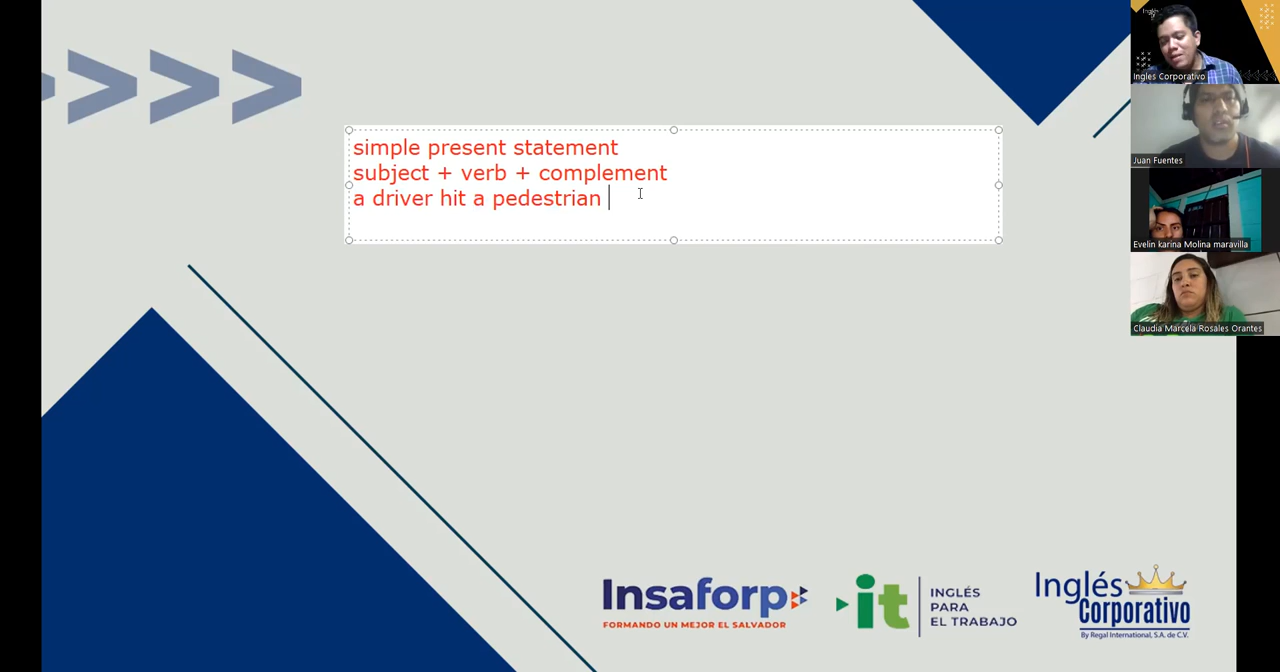 simple present statement
subject + verb + complement
a driver hit a pedestrian
Ingles Corporativo
Juan Fuentes
Evelin karina Molina maravilla
Claudia Marcela Rosales Orantes
Insaforp
FORMANDO UN MEJOR EL SALVADOR
it
INGLÉS
PARA
EL TRABAJO
Inglés
Corporativo
By Regal International, S.A. de C.V.